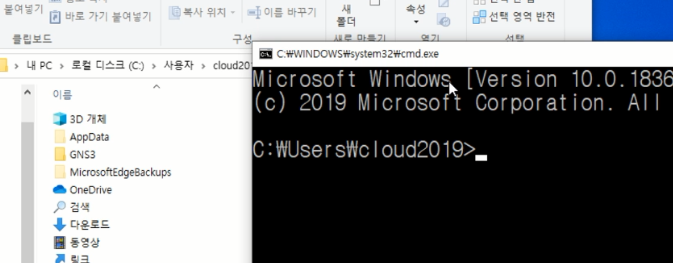 붙여넣기
바로 가기 붙여넣기
복사 위치
이름 바꾸기
새
폴더
속성
선택 안 함
선택 영역 반전
클립보드
구성
새로 만들기
열기
선택
내 PC > 로컬 디스크 (C:) > 사용자 > cloud20
C:₩WINDOWS₩system32₩cmd.exe
Microsoft Windows [Version 10.0.1836
(c) 2019 Microsoft Corporation. All
C:₩Users₩cloud2019>
이름
3D 개체
AppData
GNS3
MicrosoftEdgeBackups
OneDrive
검색
다운로드
동영상
링크